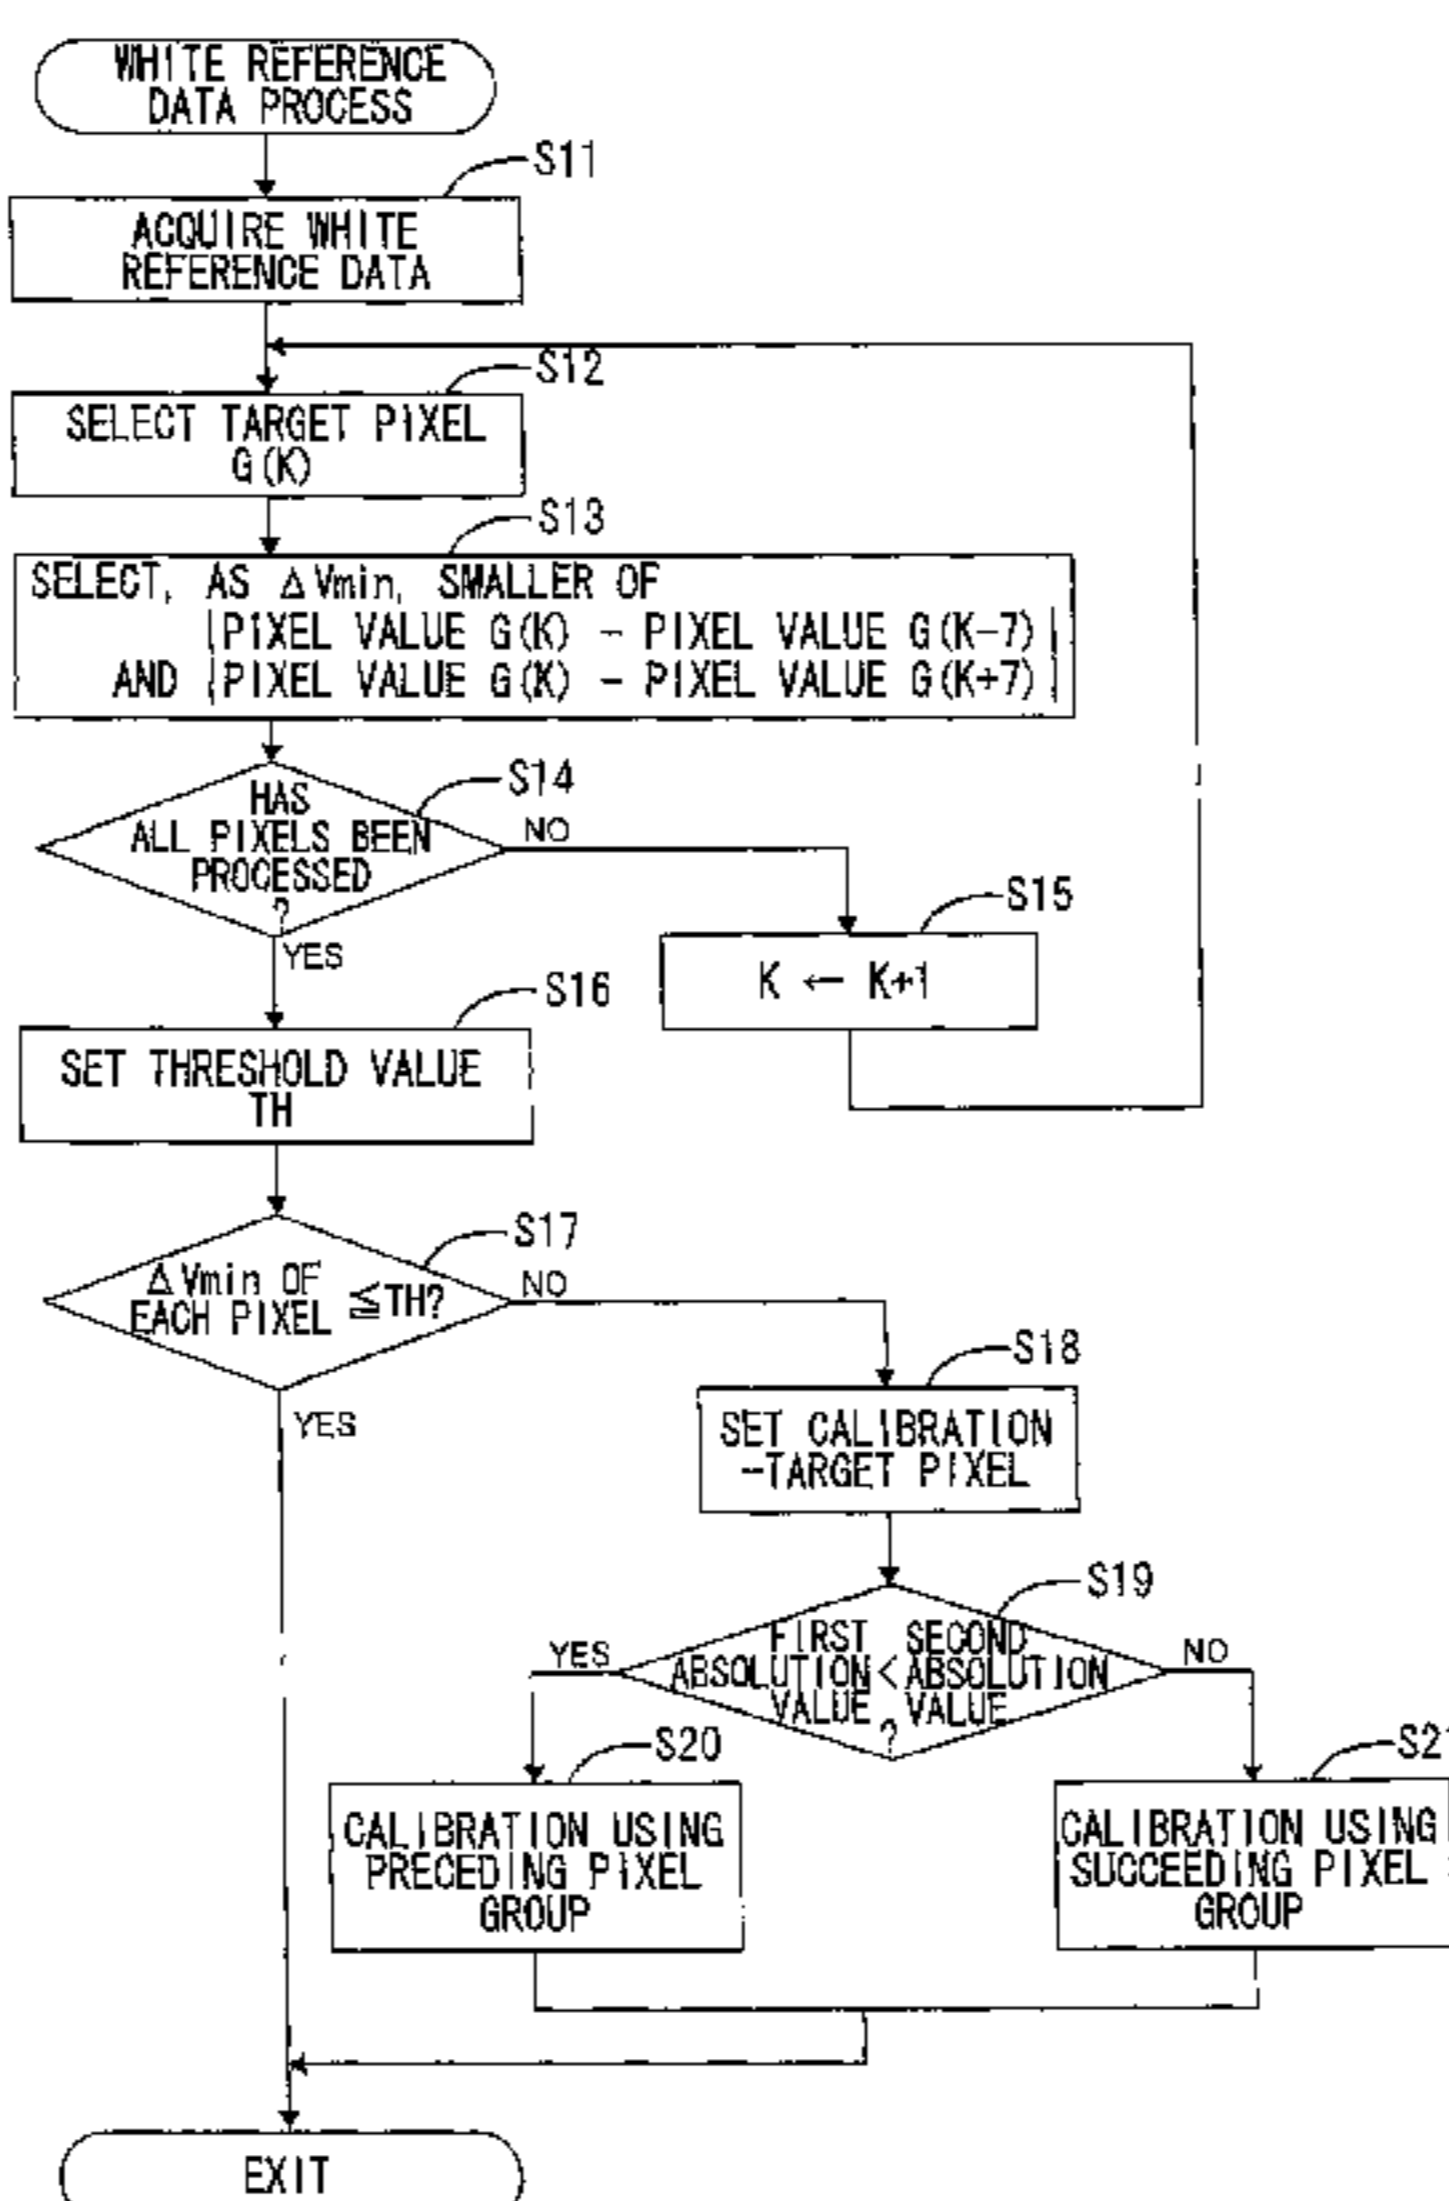 WHITE REFERENCE
DATA PROCESS
S11
ACQUIRE WHITE
REFERENCE DATA
S12
SELECT TARGET PIXEL
G(K)
S13
SELECT, AS ΔVmin, SMALLER OF
|PIXEL VALUE G(K) - PIXEL VALUE G(K-7)|
AND |PIXEL VALUE G(K) - PIXEL VALUE G(K+7)|
S14
HAS
ALL PIXELS BEEN
PROCESSED
?
NO
YES
S15
K ← K+1
S16
SET THRESHOLD VALUE
TH
S17
ΔVmin OF
EACH PIXEL ≦TH?
NO
YES
S18
SET CALIBRATION
-TARGET PIXEL
S19
FIRST SECOND
ABSOLUTION<ABSOLUTION
VALUE VALUE
?
YES
NO
S20
CALIBRATION USING
PRECEDING PIXEL
GROUP
S21
CALIBRATION USING
SUCCEEDING PIXEL
GROUP
EXIT